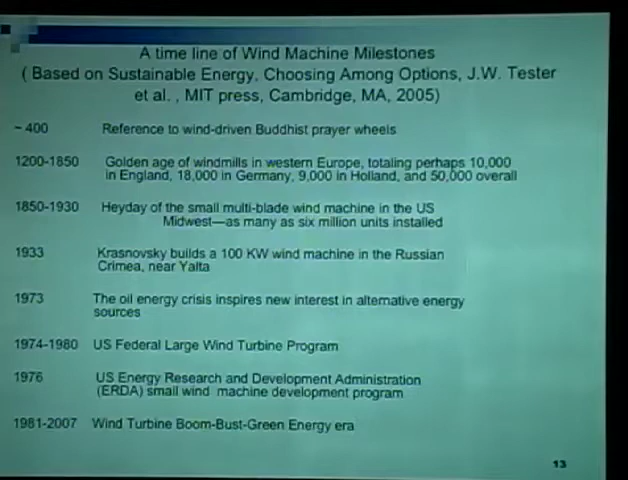 A time line of Wind Machine Milestones
( Based on Sustainable Energy, Choosing Among Options, J.W. Tester
et al. , MIT press, Cambridge, MA, 2005)
~ 400 Reference to wind-driven Buddhist prayer wheels
1200-1850 Golden age of windmills in western Europe, totaling perhaps 10,000
in England, 18,000 in Germany, 9,000 in Holland, and 50,000 overall
1850-1930 Heyday of the small multi-blade wind machine in the US
Midwest—as many as six million units installed
1933 Krasnovsky builds a 100 KW wind machine in the Russian
Crimea, near Yalta
1973 The oil energy crisis inspires new interest in alternative energy
sources
1974-1980 US Federal Large Wind Turbine Program
1976 US Energy Research and Development Administration
(ERDA) small wind machine development program
1981-2007 Wind Turbine Boom-Bust-Green Energy era
13